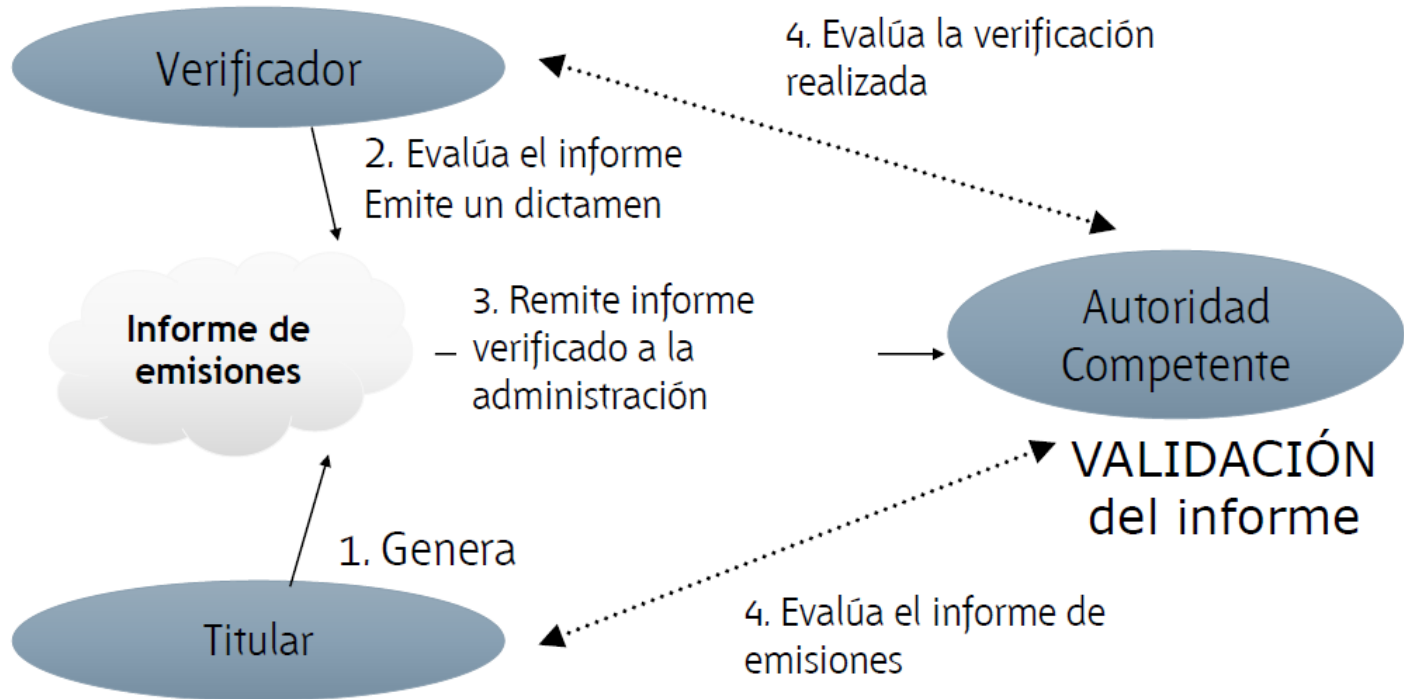 Verificador
4. Evalúa la verificación
realizada
2. Evalúa el informe
Emite un dictamen
Informe de
emisiones
3. Remite informe
verificado a la
administración
Autoridad
Competente
VALIDACIÓN
del informe
1. Genera
Titular
4. Evalúa el informe de
emisiones